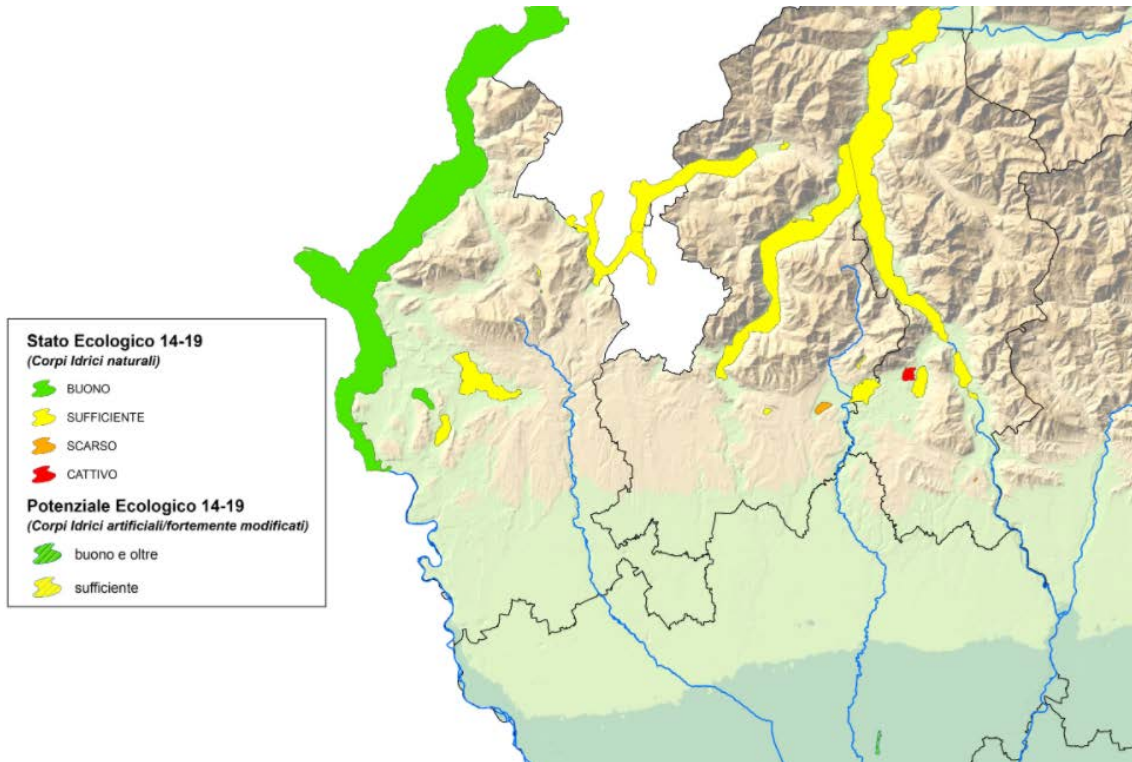 Stato Ecologico 14-19
(Corpi Idrici naturali)
BUONO
SUFFICIENTE
SCARSO
CATTIVO
Potenziale Ecologico 14-19
(Corpi Idrici artificiali/fortemente modificati)
buono e oltre
sufficiente